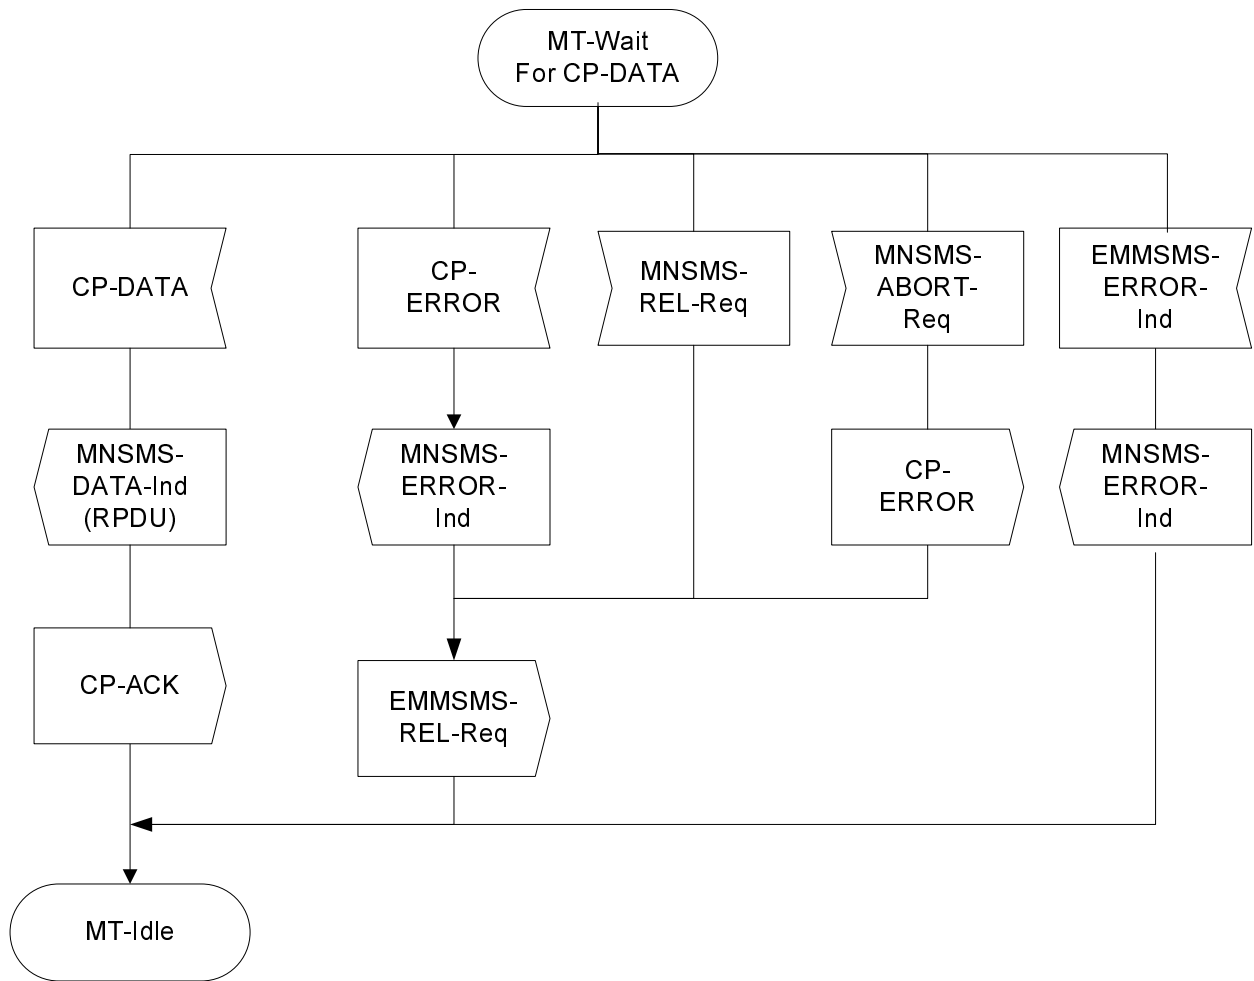 MT-Wait
For CP-DATA
CP-DATA
CP-
ERROR
MNSMS-
REL-Req
MNSMS-
ABORT-
Req
EMMSMS-
ERROR-
Ind
MNSMS-
DATA-Ind
(RPDU)
MNSMS-
ERROR-
Ind
CP-
ERROR
MNSMS-
ERROR-
Ind
CP-ACK
EMMSMS-
REL-Req
MT-Idle